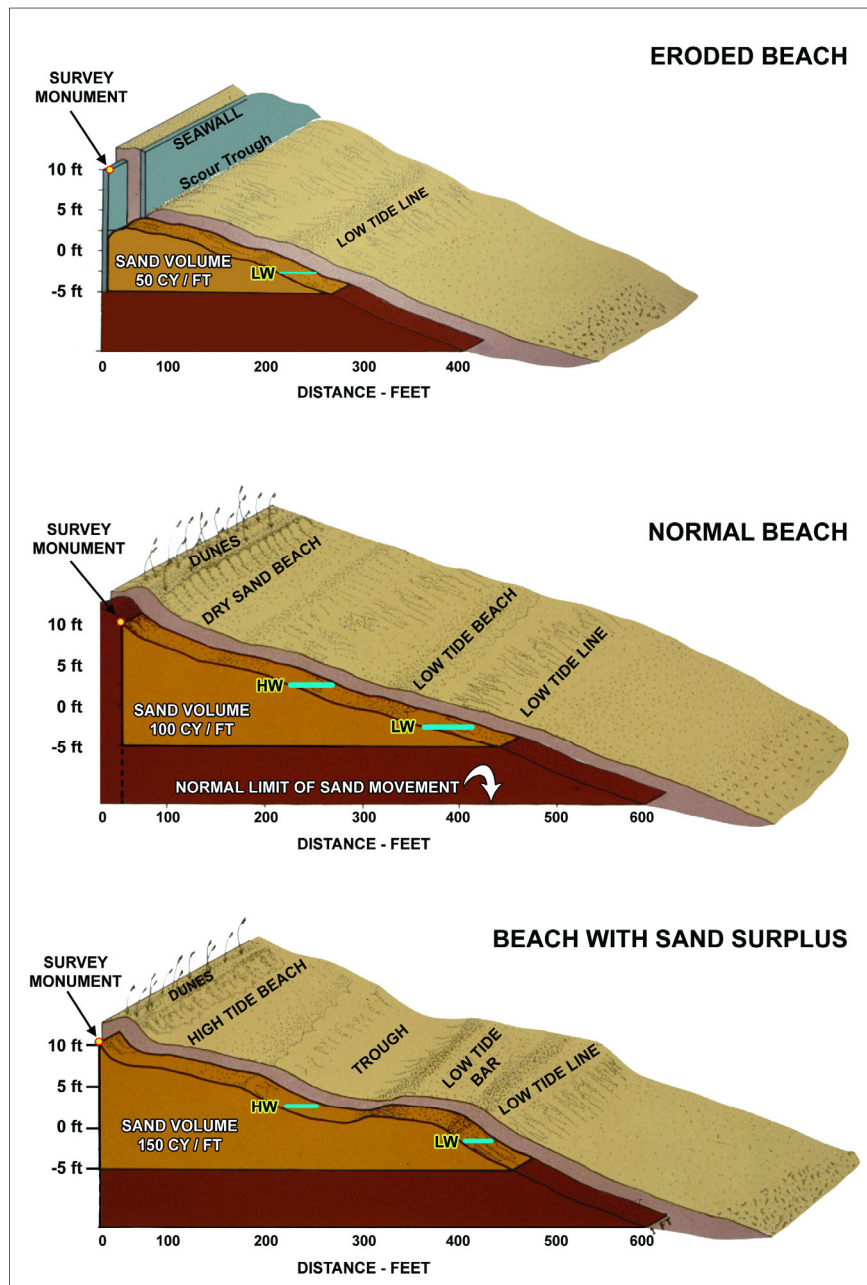 ERODED BEACH
SURVEY
MONUMENT
SEAWALL
Scour Trough
LOW TIDE LINE
10 ft
5 ft
0 ft
-5 ft
SAND VOLUME
50 CY / FT
LW
0 100 200 300 400
DISTANCE - FEET
NORMAL BEACH
SURVEY
MONUMENT
DUNES
DRY SAND BEACH
LOW TIDE BEACH
LOW TIDE LINE
10 ft
5 ft
0 ft
-5 ft
HW
SAND VOLUME
100 CY / FT
LW
NORMAL LIMIT OF SAND MOVEMENT
0 100 200 300 400 500 600
DISTANCE - FEET
BEACH WITH SAND SURPLUS
SURVEY
MONUMENT
DUNES
HIGH TIDE BEACH
TROUGH
LOW TIDE
BAR
LOW TIDE LINE
10 ft
5 ft
0 ft
-5 ft
HW
SAND VOLUME
150 CY / FT
LW
1 FT
0 100 200 300 400 500 600
DISTANCE - FEET